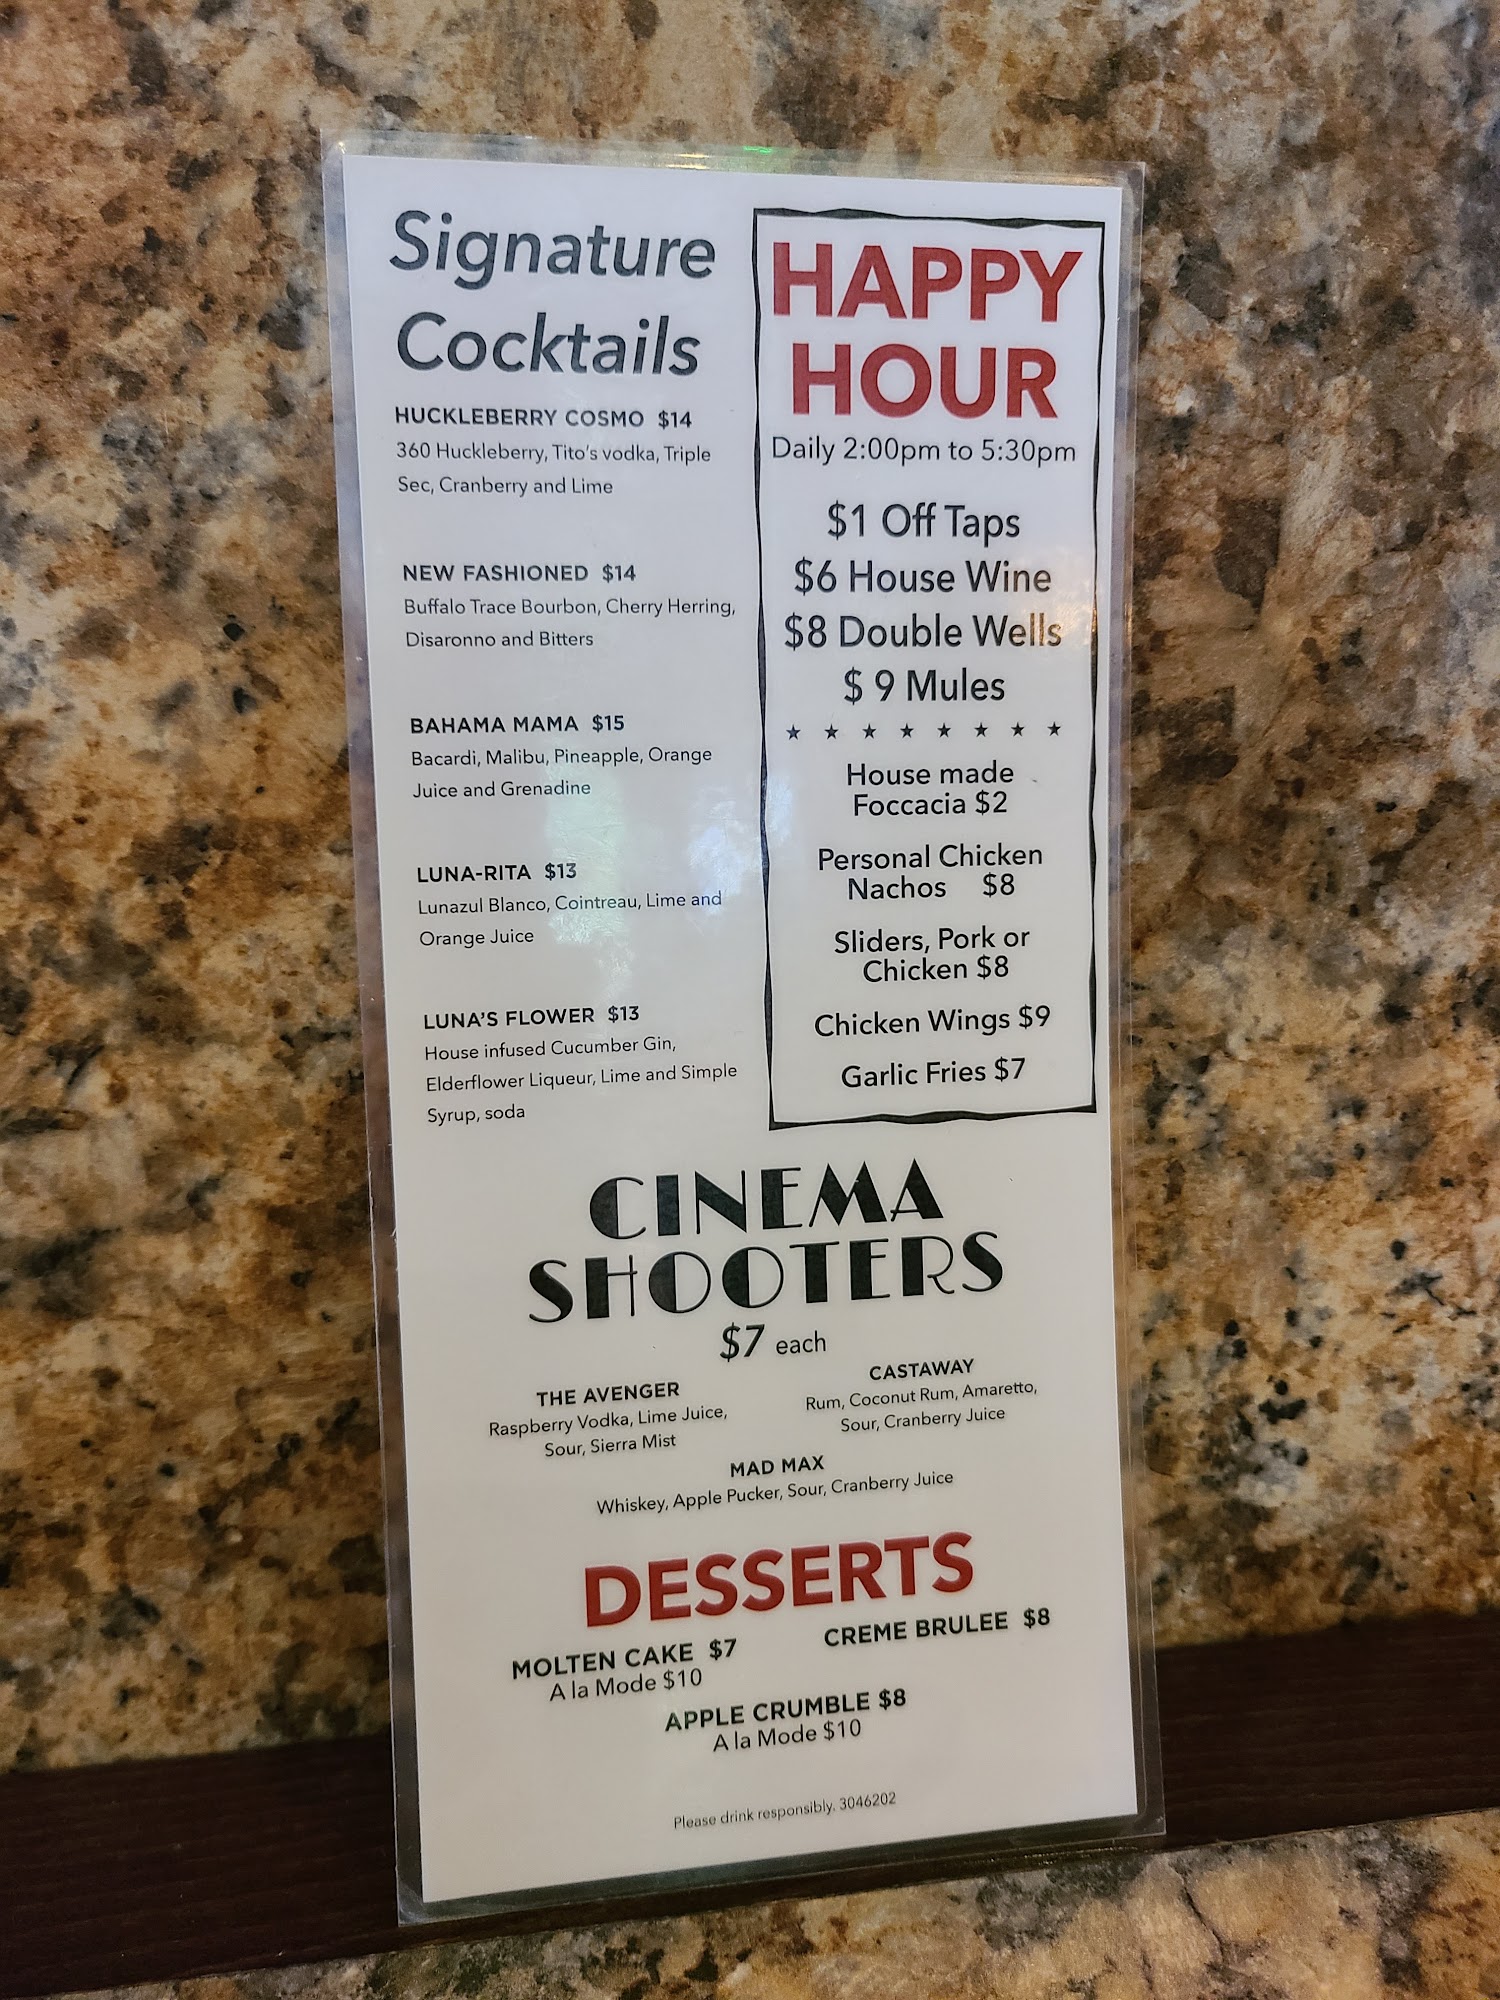 Signature
Cocktails
HUCKLEBERRY COSMO $14
360 Huckleberry, Tito's vodka, Triple
Sec, Cranberry and Lime
NEW FASHIONED $14
Buffalo Trace Bourbon, Cherry Herring,
Disaronno and Bitters
BAHAMA MAMA $15
Bacardi, Malibu, Pineapple, Orange
Juice and Grenadine
LUNA-RITA $13
Lunazul Blanco, Cointreau, Lime and
Orange Juice
LUNA'S FLOWER $13
House infused Cucumber Gin,
Elderflower Liqueur, Lime and Simple
Syrup, soda
HAPPY
HOUR
Daily 2:00pm to 5:30pm
$1 Off Taps
$6 House Wine
$8 Double Wells
$ 9 Mules
★ ★ ★ ★ ★ ★ ★ ★
House made
Foccacia $2
Personal Chicken
Nachos $8
Sliders, Pork or
Chicken $8
Chicken Wings $9
Garlic Fries $7
CINEMA
SHOOTERS
$7 each
THE AVENGER
Raspberry Vodka, Lime Juice,
Sour, Sierra Mist
CASTAWAY
Rum, Coconut Rum, Amaretto,
Sour, Cranberry Juice
MAD MAX
Whiskey, Apple Pucker, Sour, Cranberry Juice
DESSERTS
MOLTEN CAKE $7
A la Mode $10
CREME BRULEE $8
APPLE CRUMBLE $8
A la Mode $10
Please drink responsibly. 3046202